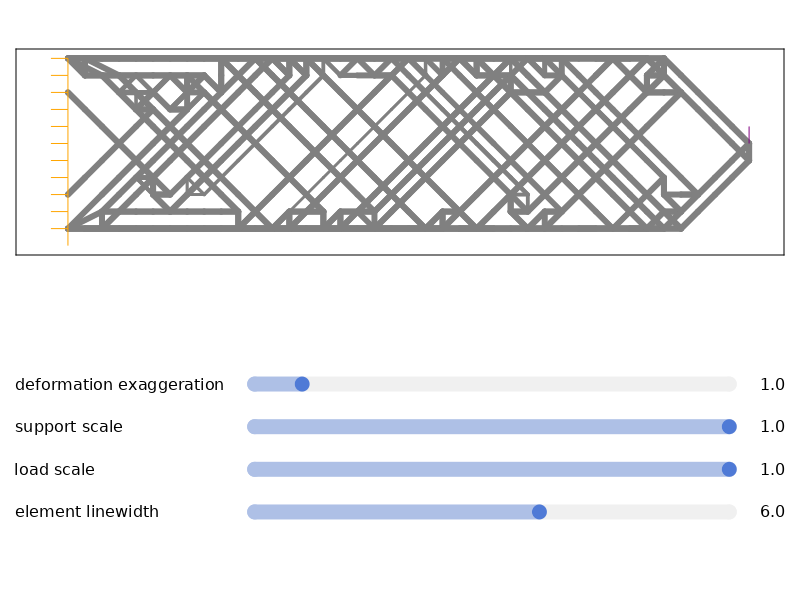 deformation exaggeration 1.0
support scale 1.0
load scale 1.0
element linewidth 6.0